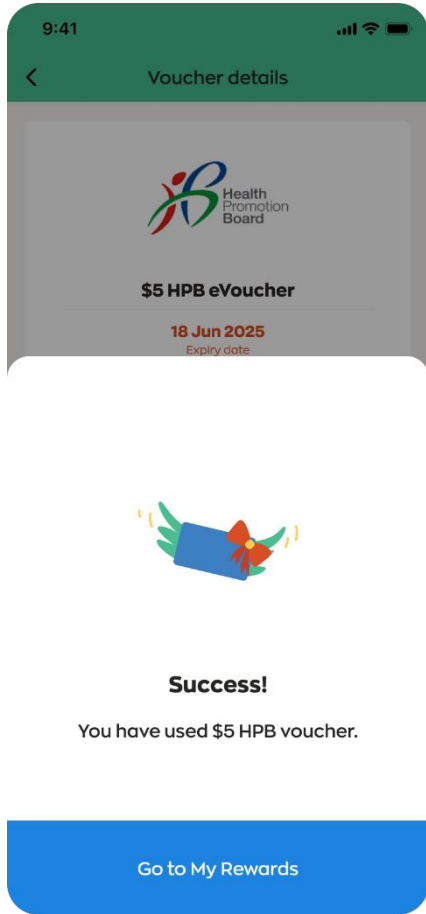 9:41
Voucher details
Health
Promotion
Board
$5 HPB eVoucher
18 Jun 2025
Expiry date
Success!
You have used $5 HPB voucher.
Go to My Rewards